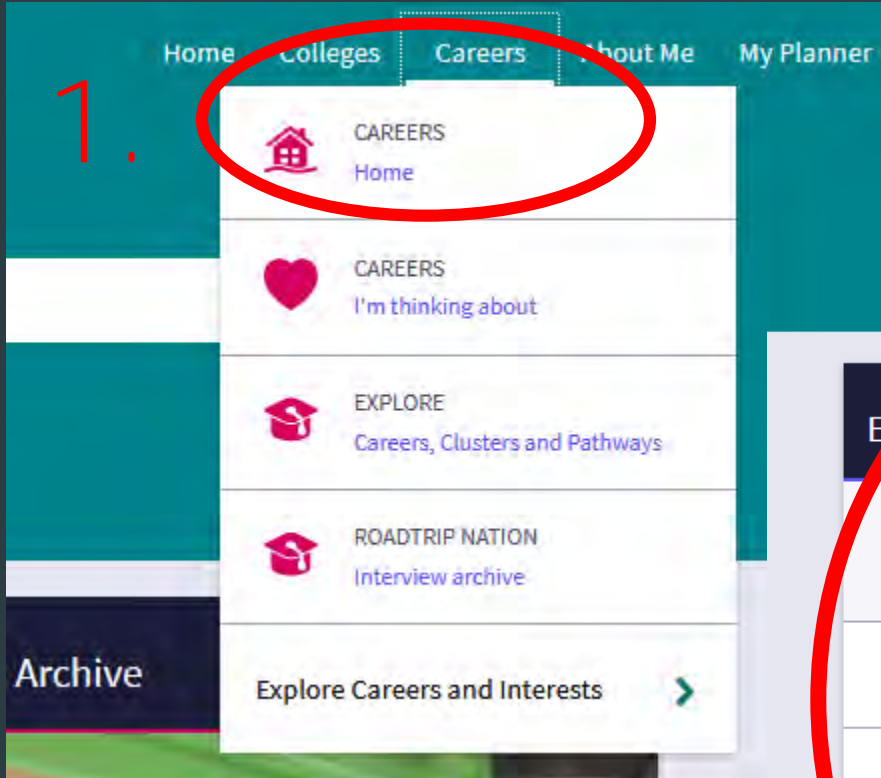 Home Colleges Careers About Me My Planner
1.
CAREERS
Home
CAREERS
I'm thinking about
EXPLORE
Careers, Clusters and Pathways
ROADTRIP NATION
Interview archive
Archive
Explore Careers and Interests
E